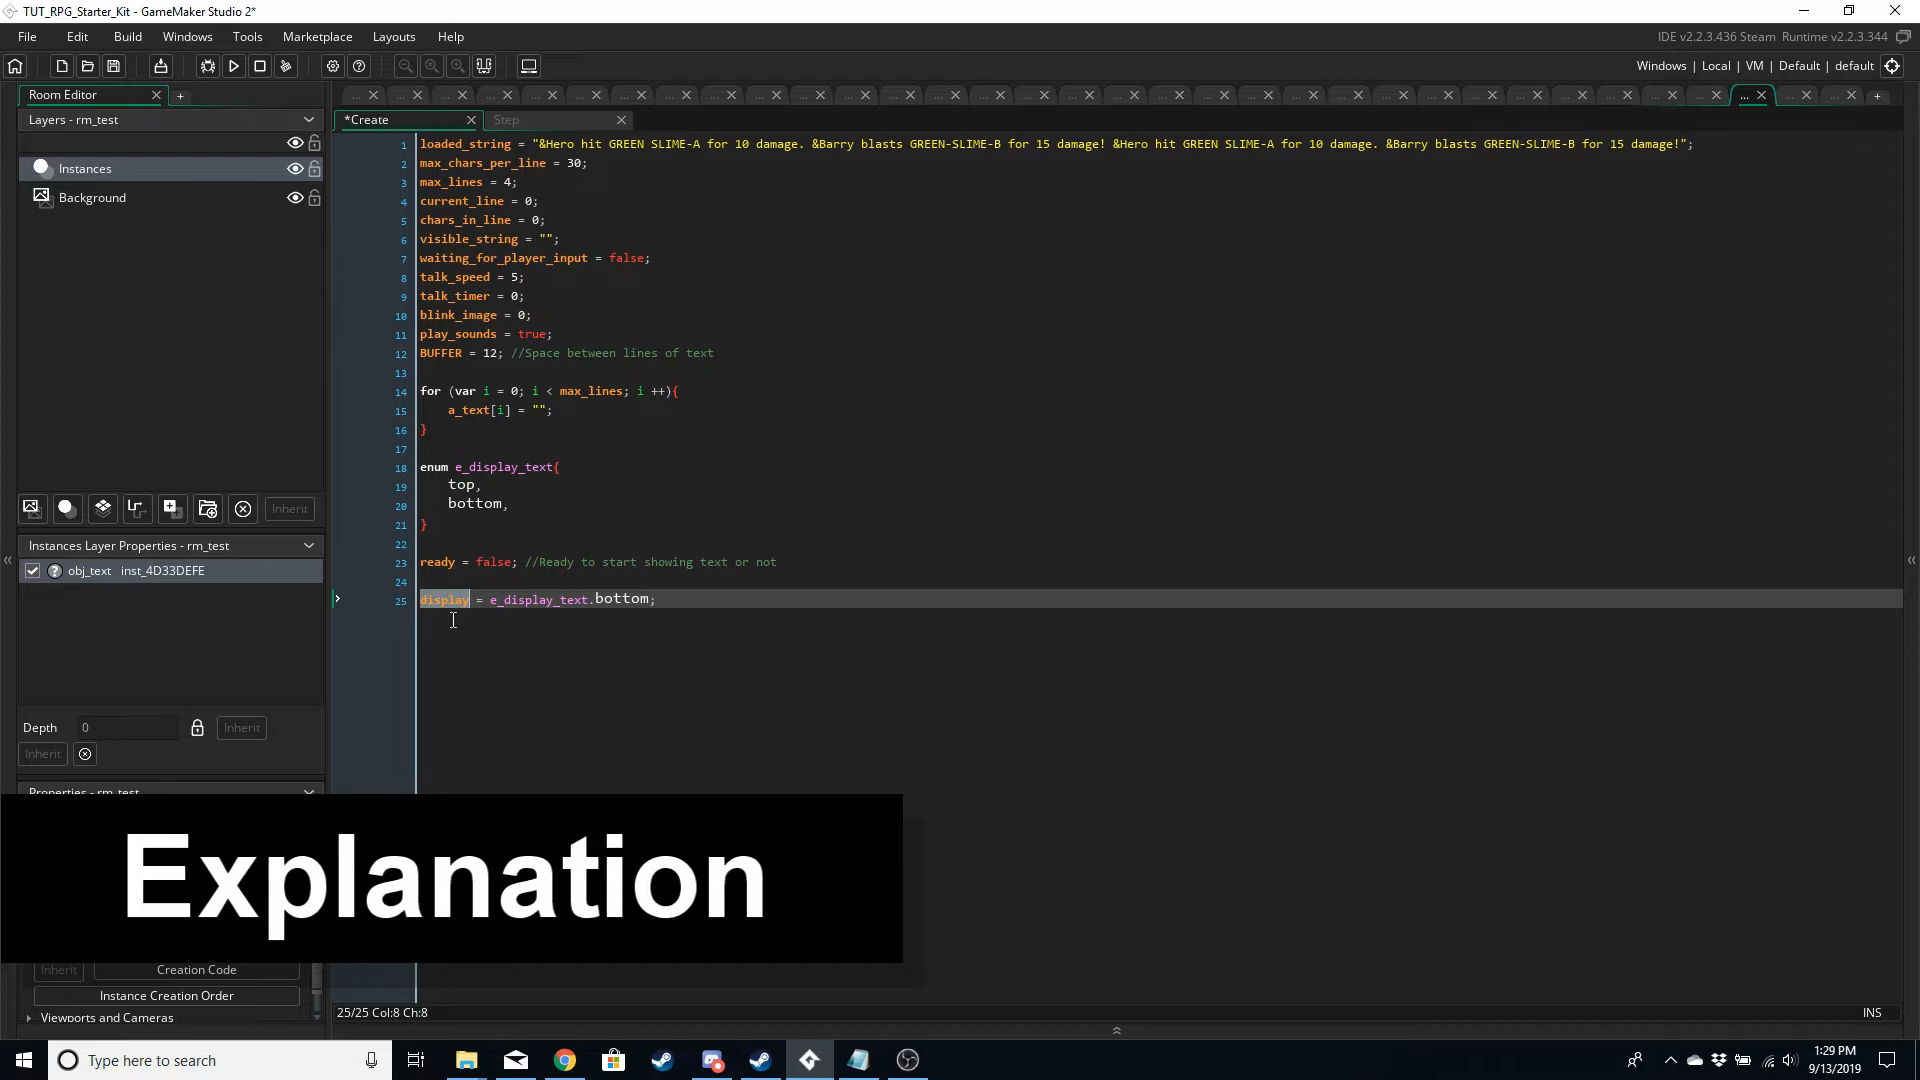 TUT_RPG_Starter_Kit - GameMaker Studio 2*
File Edit Build Windows Tools Marketplace Layouts Help
IDE v2.2.3.436 Steam Runtime v2.2.3.344
Windows | Local | VM | Default | default
Room Editor
Layers - rm_test
Instances
Background
Inherit
Instances Layer Properties - rm_test
obj_text inst_4D33DEFE
Depth 0 Inherit
Inherit
Properties - rm_test
Inherit Creation Code
Instance Creation Order
Viewports and Cameras
*Create Step
1 loaded_string = "&Hero hit GREEN SLIME-A for 10 damage. &Barry blasts GREEN-SLIME-B for 15 damage! &Hero hit GREEN SLIME-A for 10 damage. &Barry blasts GREEN-SLIME-B for 15 damage!";
2 max_chars_per_line = 30;
3 max_lines = 4;
4 current_line = 0;
5 chars_in_line = 0;
6 visible_string = "";
7 waiting_for_player_input = false;
8 talk_speed = 5;
9 talk_timer = 0;
10 blink_image = 0;
11 play_sounds = true;
12 BUFFER = 12; //Space between lines of text
13
14 for (var i = 0; i < max_lines; i ++){
15 a_text[i] = "";
16 }
17
18 enum e_display_text{
19 top,
20 bottom,
21 }
22
23 ready = false; //Ready to start showing text or not
24
25 display = e_display_text.bottom;
Explanation
25/25 Col:8 Ch:8
INS
Type here to search
1:29 PM
9/13/2019